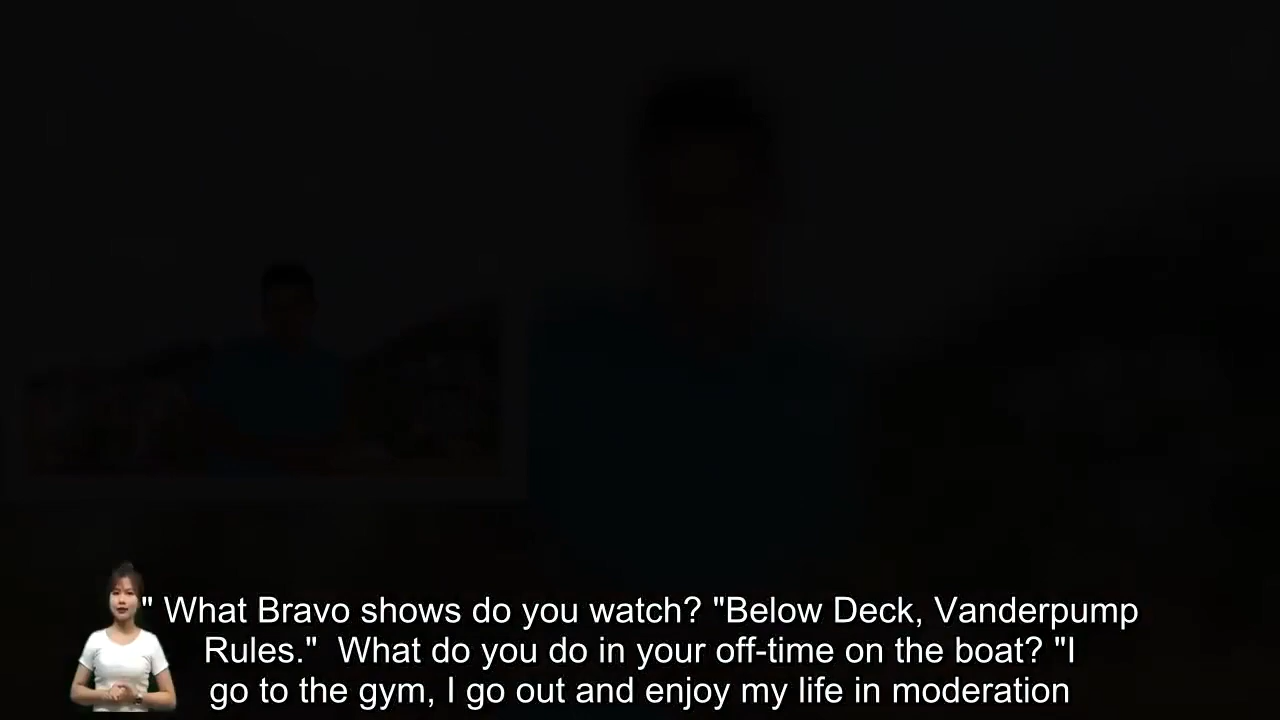 " What Bravo shows do you watch? "Below Deck, Vanderpump
Rules."  What do you do in your off-time on the boat? "I
go to the gym, I go out and enjoy my life in moderation